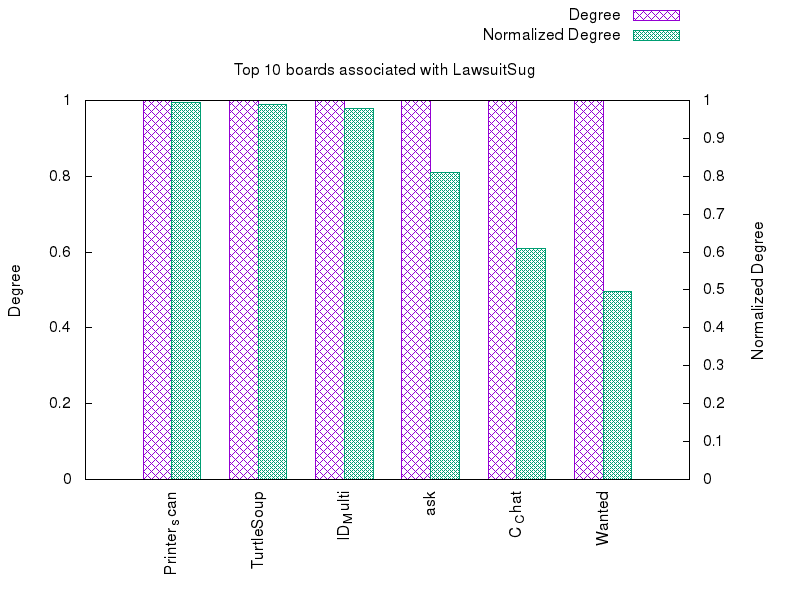 Degree
Normalized Degree
Top 10 boards associated with LawsuitSug
1
0.8
0.6
0.4
0.2
0
1
0.9
0.8
0.7
0.6
0.5
0.4
0.3
0.2
0.1
0
Degree
Normalized Degree
Printerscan
TurtleSoup
IDMulti
ask
CChat
Wanted